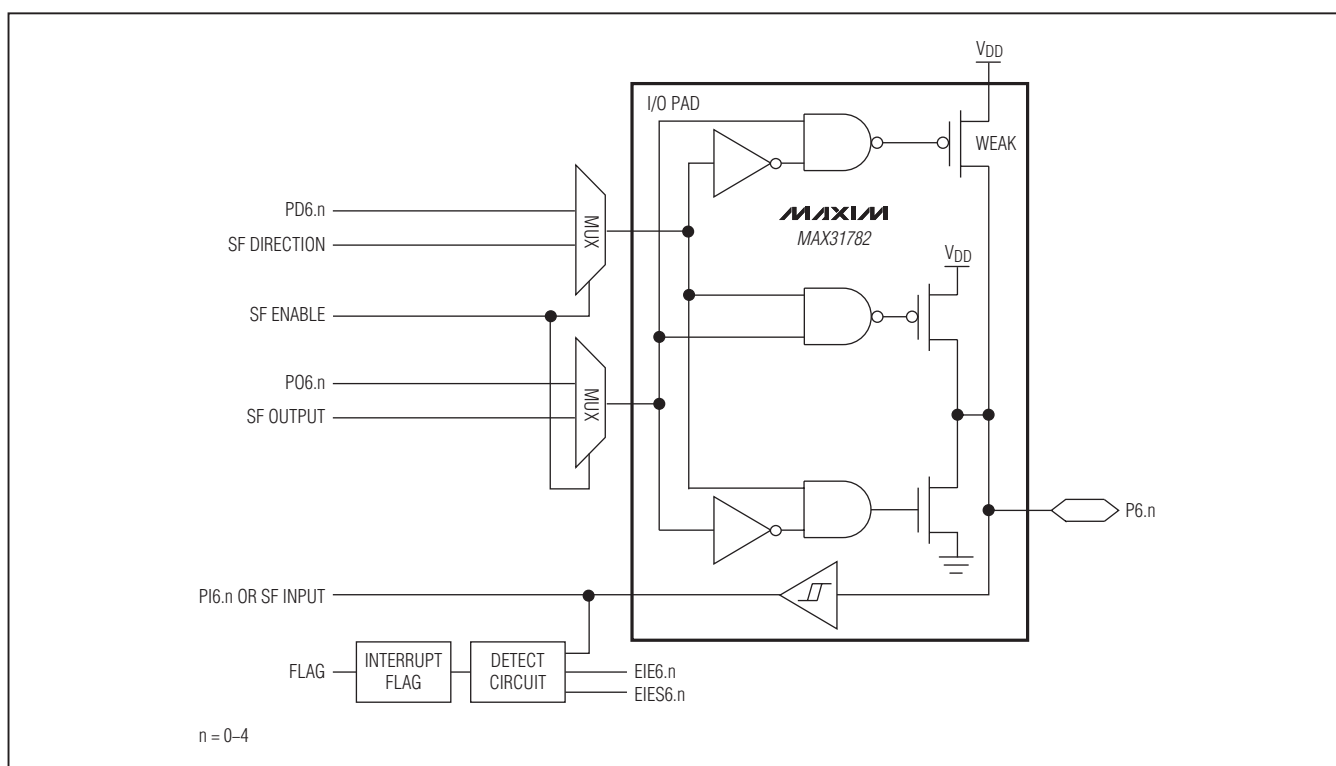 VDD
I/O PAD
WEAK
PD6.n
SF DIRECTION
MUX
MAXIM
MAX31782
VDD
SF ENABLE
PO6.n
SF OUTPUT
MUX
P6.n
PI6.n OR SF INPUT
FLAG
INTERRUPT
FLAG
DETECT
CIRCUIT
EIE6.n
EIES6.n
n = 0–4